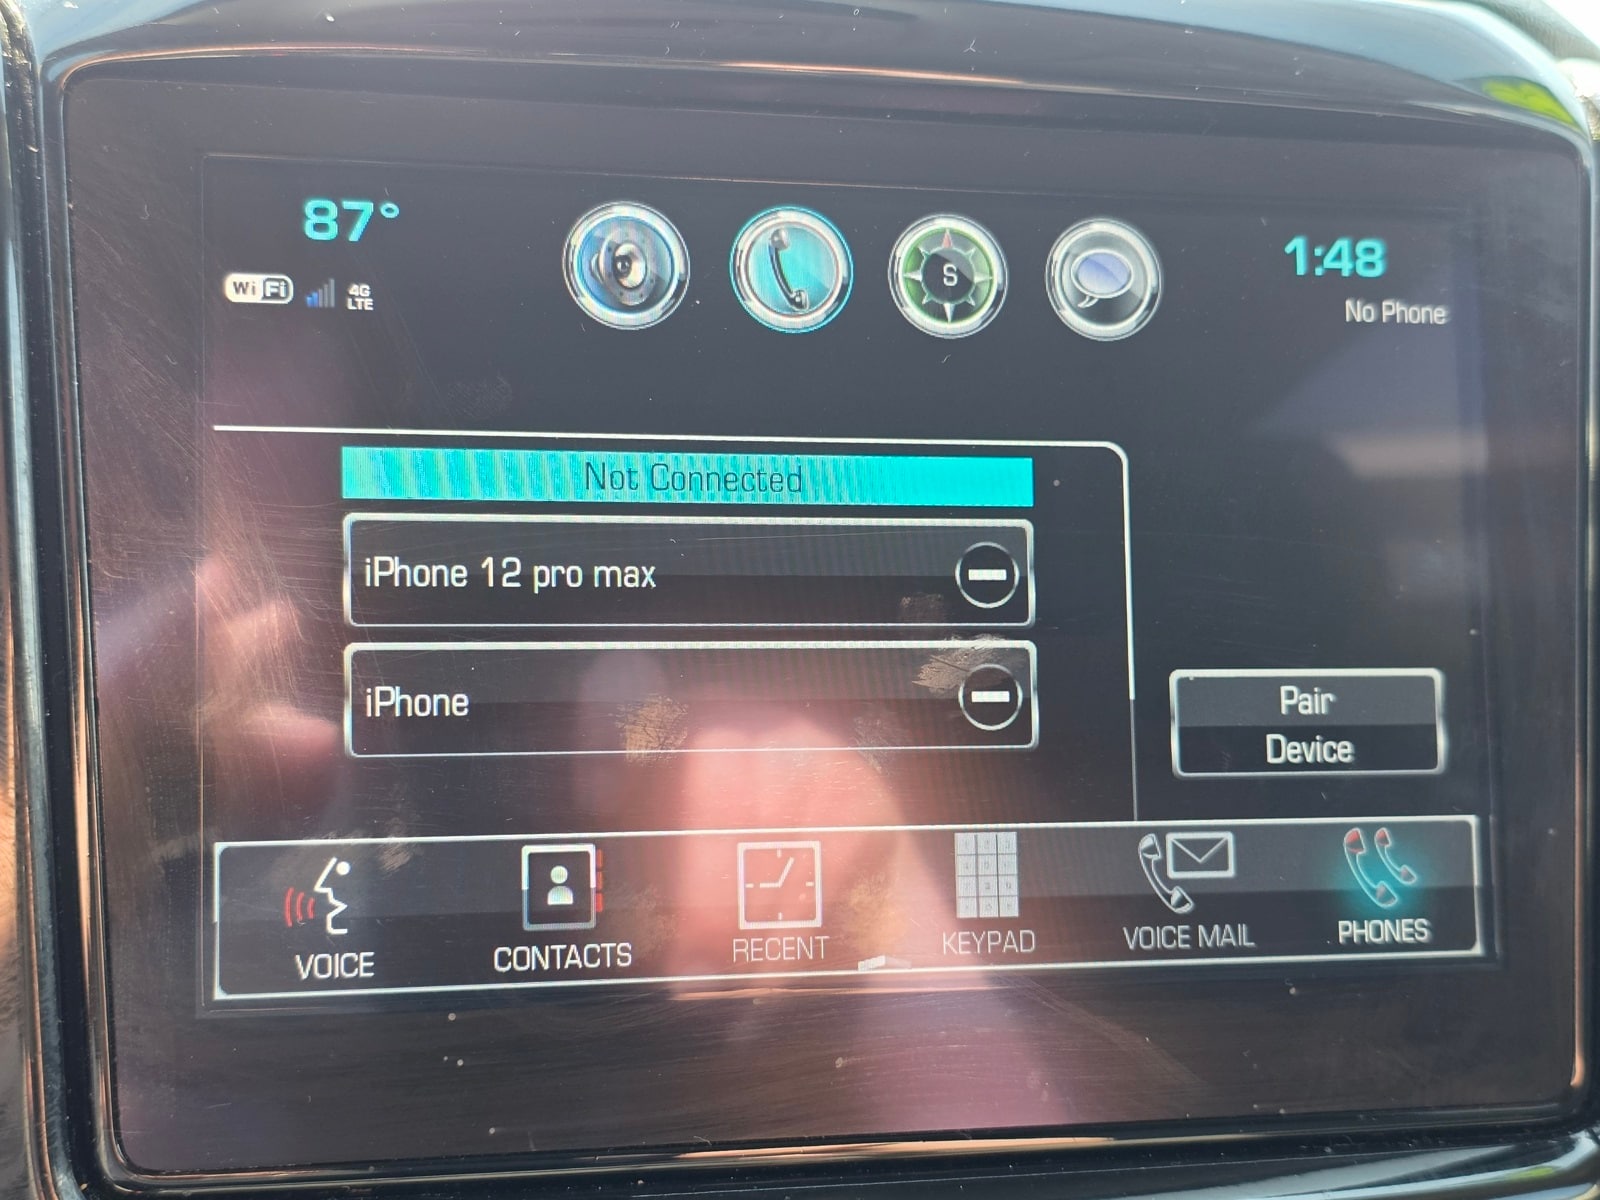 87°
WiFi
4G
LTE
S
1:48
No Phone
Not Connected
iPhone 12 pro max
iPhone
Pair
Device
VOICE
CONTACTS
RECENT
KEYPAD
VOICE MAIL
PHONES